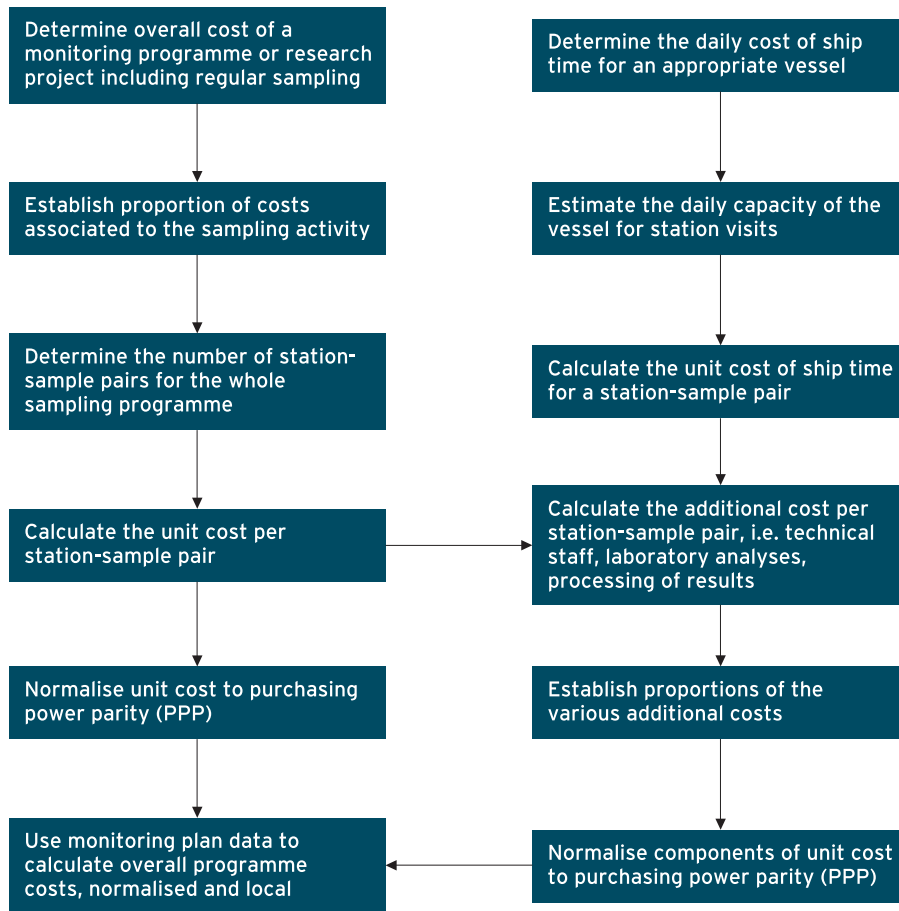 Determine overall cost of a
monitoring programme or research
project including regular sampling
Establish proportion of costs
associated to the sampling activity
Determine the number of station-
sample pairs for the whole
sampling programme
Calculate the unit cost per
station-sample pair
Normalise unit cost to purchasing
power parity (PPP)
Use monitoring plan data to
calculate overall programme
costs, normalised and local
Determine the daily cost of ship
time for an appropriate vessel
Estimate the daily capacity of the
vessel for station visits
Calculate the unit cost of ship time
for a station-sample pair
Calculate the additional cost per
station-sample pair, i.e. technical
staff, laboratory analyses,
processing of results
Establish proportions of the
various additional costs
Normalise components of unit cost
to purchasing power parity (PPP)